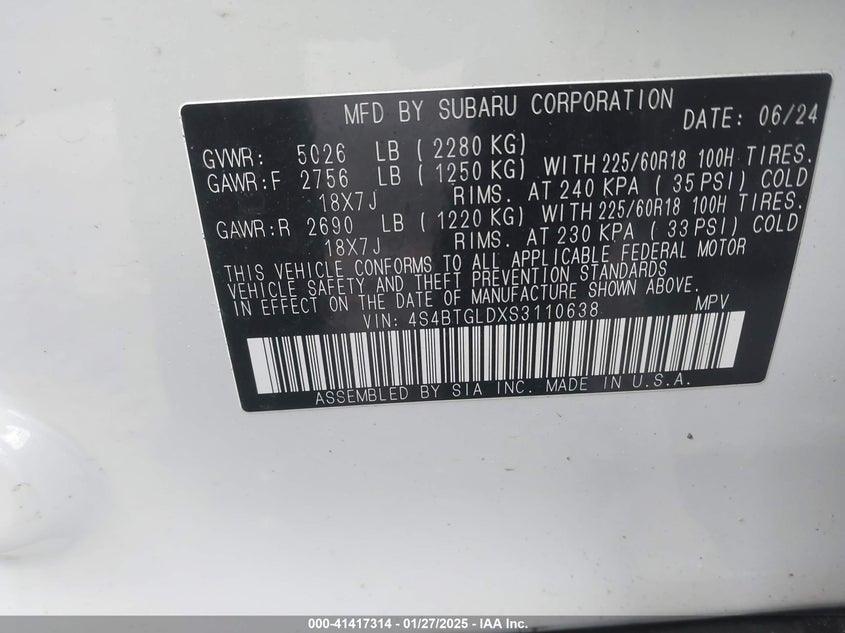 MFD BY SUBARU CORPORATION DATE: 06/24
GVWR: 5026 LB ( 2280 KG)
GAWR:F 2756 LB ( 1250 KG) WITH 225/60R18 100H TIRES.
18X7J RIMS. AT 240 KPA ( 35 PSI) COLD
GAWR:R 2690 LB ( 1220 KG) WITH 225/60R18 100H TIRES.
18X7J RIMS. AT 230 KPA ( 33 PSI) COLD
THIS VEHICLE CONFORMS TO ALL APPLICABLE FEDERAL MOTOR
VEHICLE SAFETY AND THEFT PREVENTION STANDARDS
IN EFFECT ON THE DATE OF MANUFACTURE SHOWN ABOVE.
VIN: 4S4BTGLDXS3110638 MPV
ASSEMBLED BY SIA INC. MADE IN U.S.A.
000-41417314 - 01/27/2025 - IAA Inc.